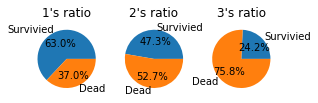 1's ratio
Survivied
63.0%
37.0%
Dead
2's ratio
Survivied
47.3%
52.7%
Dead
3's ratio
Survivied
24.2%
75.8%
Dead